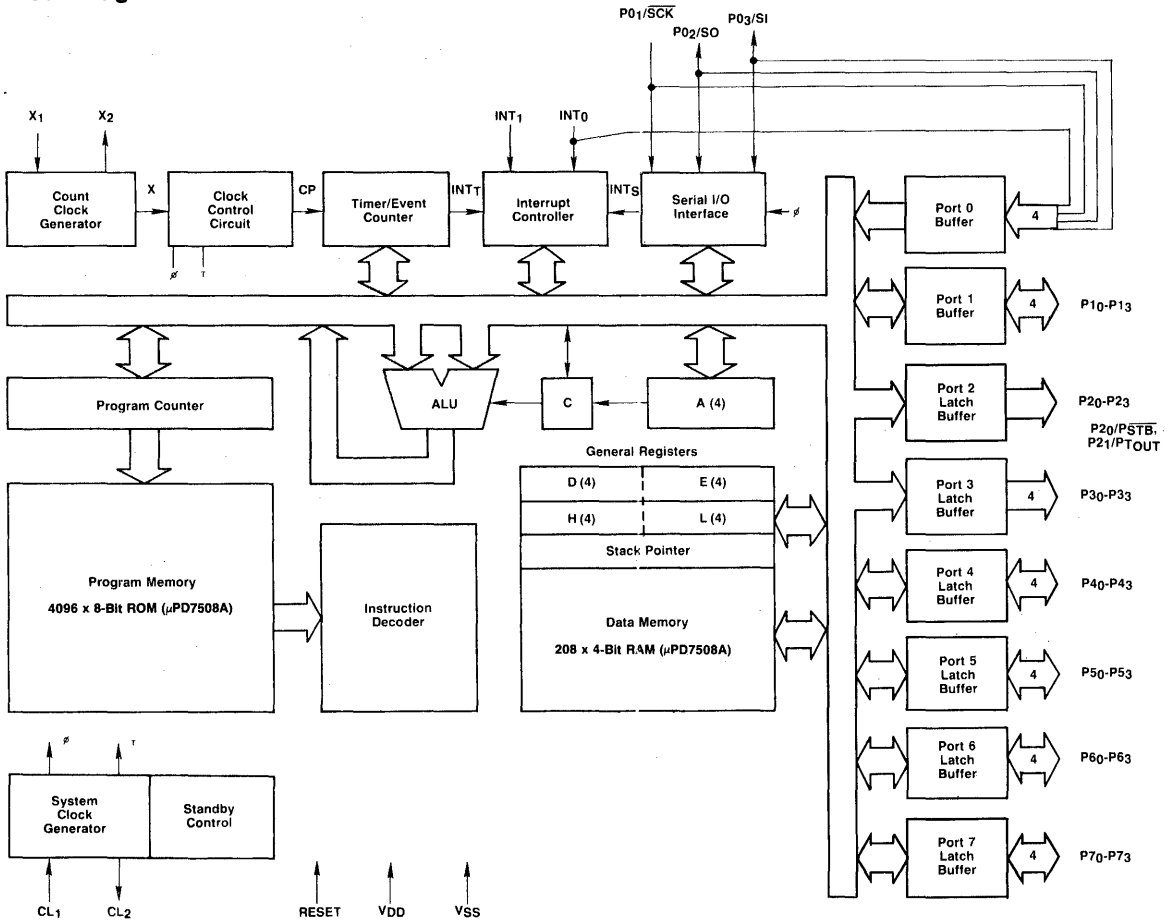 P0₁/S̅C̅K̅
P0₂/SO
P0₃/SI
X₁
X₂
INT₁
INT₀
Count
Clock
Generator
X
Clock
Control
Circuit
CP
Timer/Event
Counter
INT_T
Interrupt
Controller
INT_S
Serial I/O
Interface
ø
ø
τ
Port 0
Buffer
4
Port 1
Buffer
4
P1₀-P1₃
Program Counter
ALU
C
A (4)
Port 2
Latch
Buffer
P2₀-P2₃
P2₀/PS̅T̅B̅,
P2₁/PTOUT
General Registers
D (4)
E (4)
H (4)
L (4)
Stack Pointer
Port 3
Latch
Buffer
4
P3₀-P3₃
Program Memory
4096 x 8-Bit ROM (μPD7508A)
Instruction
Decoder
Data Memory
208 x 4-Bit RAM (μPD7508A)
Port 4
Latch
Buffer
4
P4₀-P4₃
Port 5
Latch
Buffer
4
P5₀-P5₃
Port 6
Latch
Buffer
4
P6₀-P6₃
Port 7
Latch
Buffer
4
P7₀-P7₃
ø
τ
System
Clock
Generator
Standby
Control
CL₁
CL₂
RESET
VDD
VSS